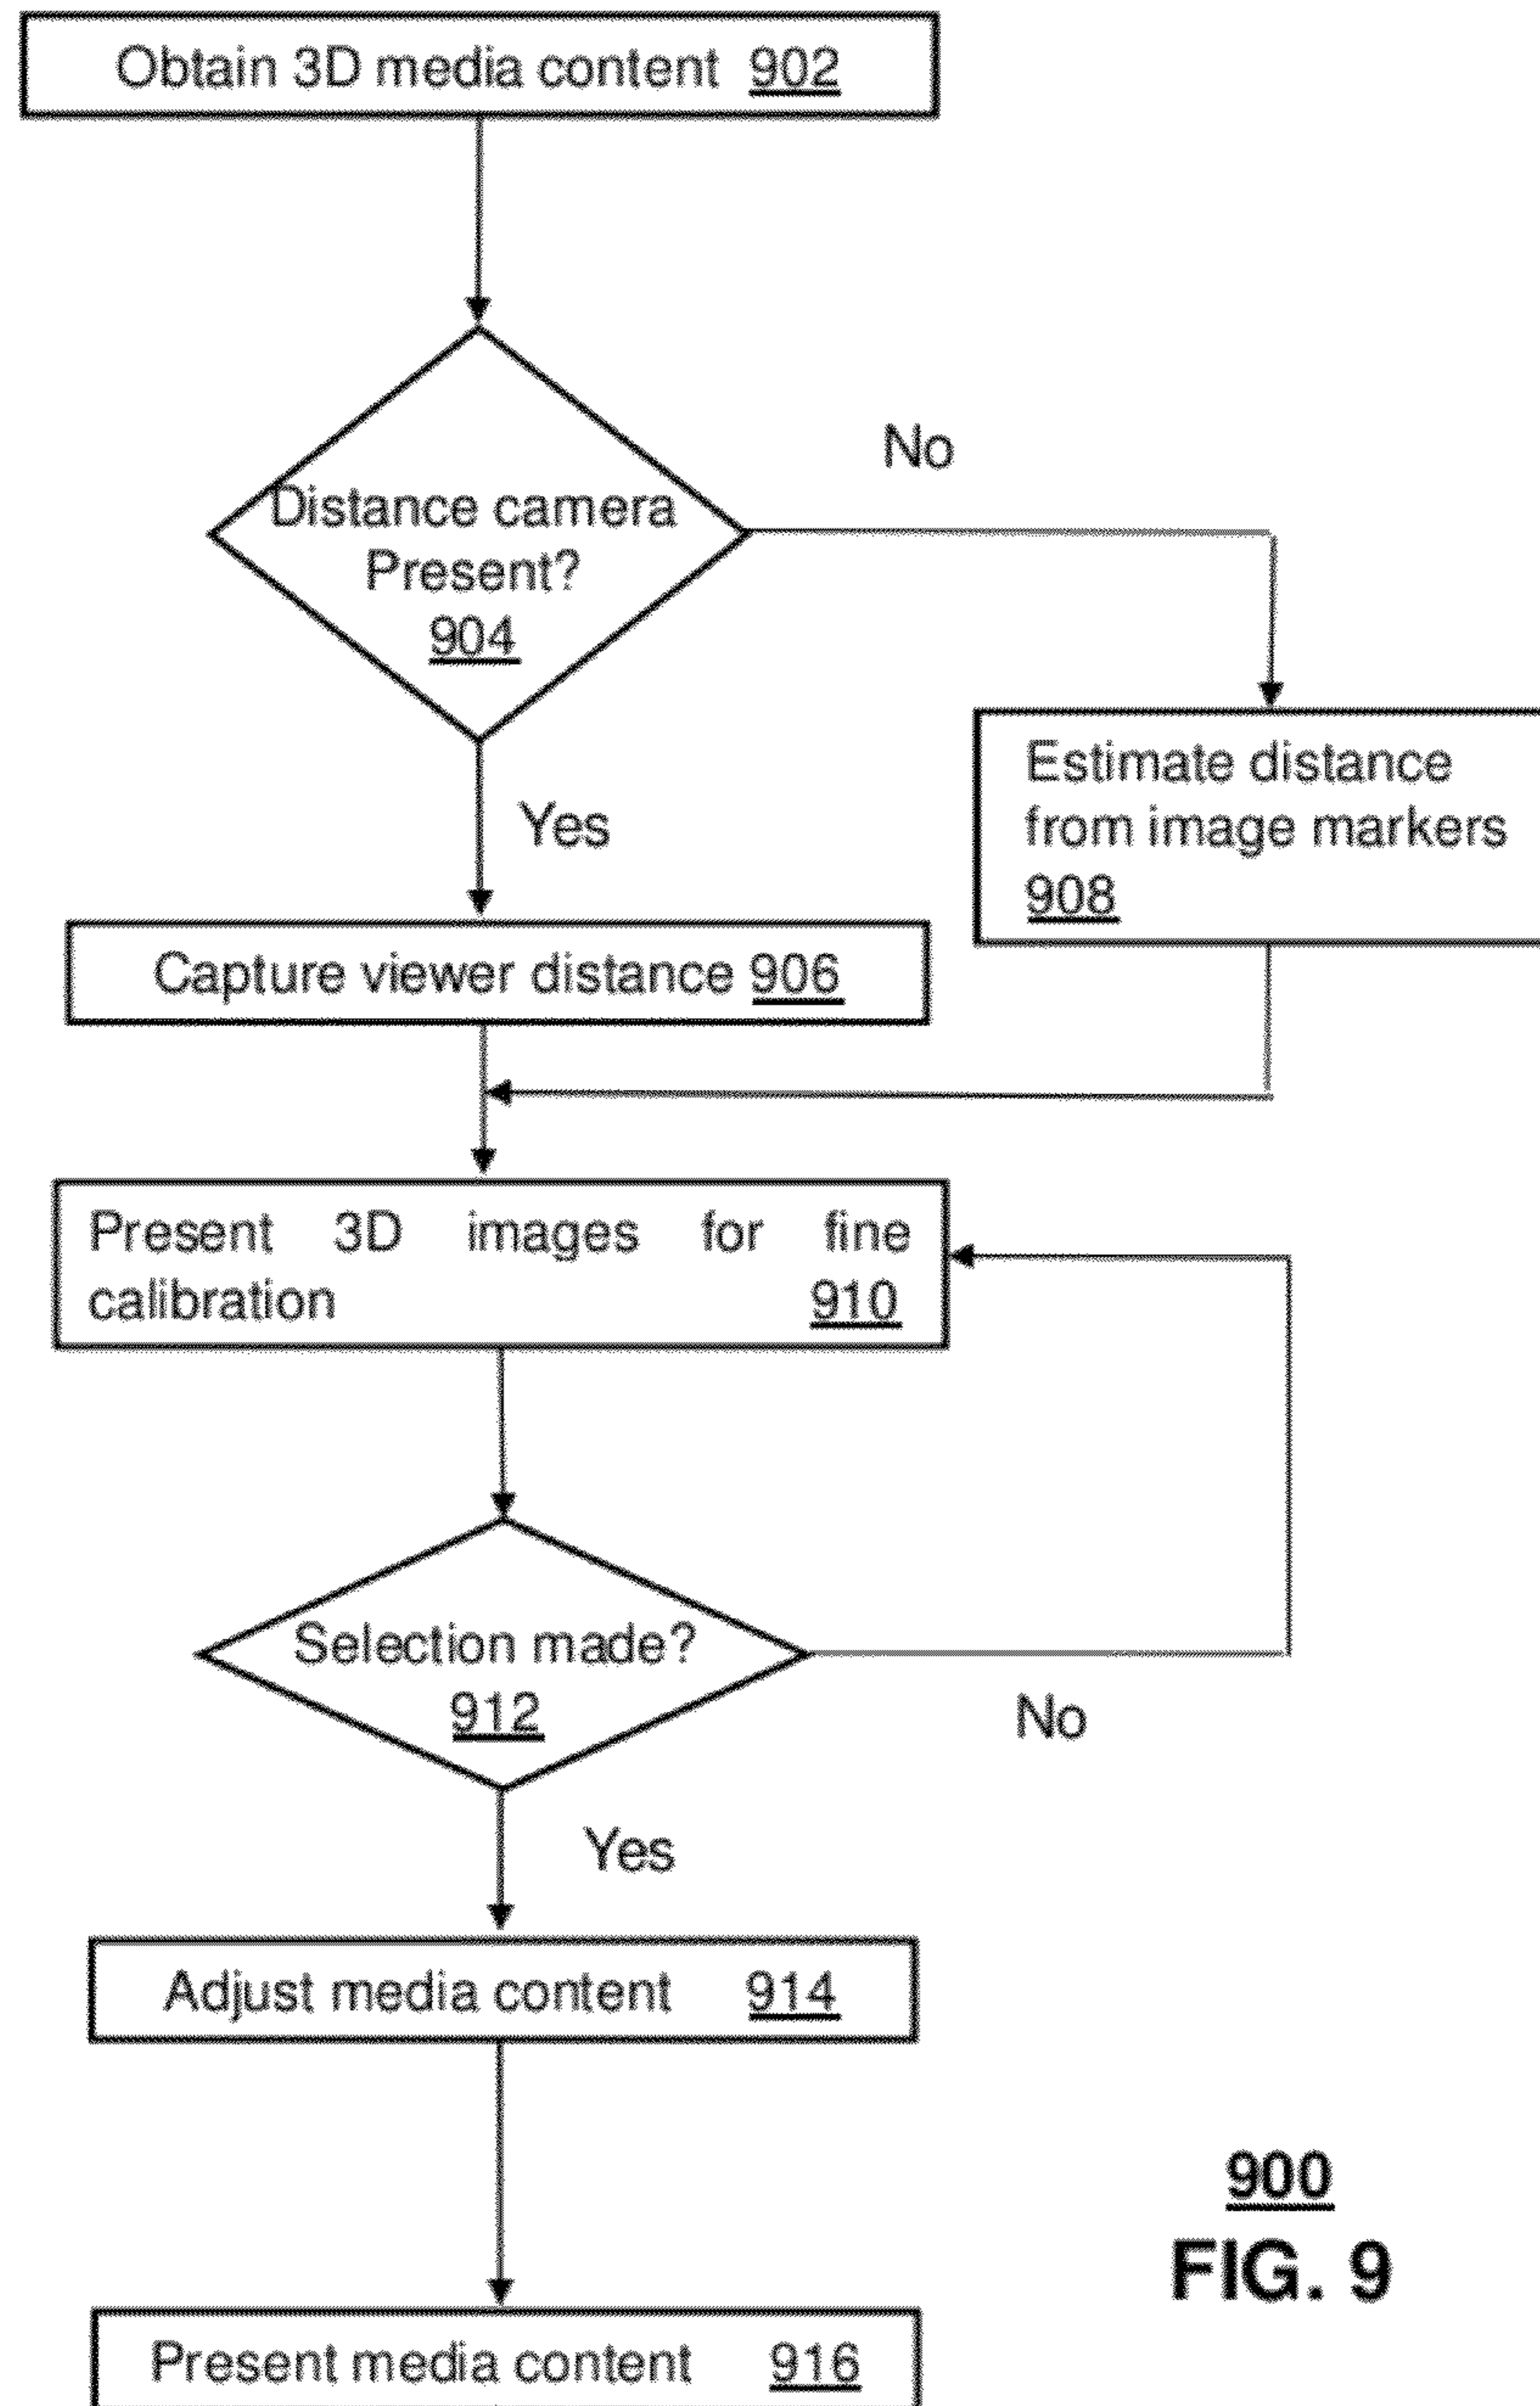 Obtain 3D media content 902
No
Distance camera
Present?
904
Yes
Estimate distance
from image markers
908
Capture viewer distance 906
Present 3D images for fine
calibration 910
Selection made?
912
No
Yes
Adjust media content 914
900
FIG. 9
Present media content 916